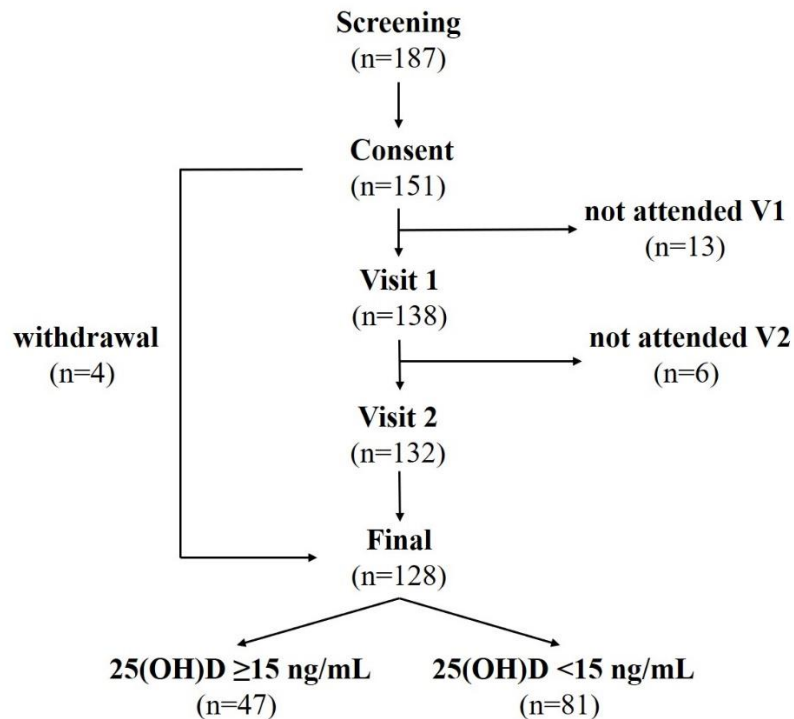 Screening
(n=187)
Consent
(n=151)
not attended V1
(n=13)
Visit 1
(n=138)
withdrawal
(n=4)
not attended V2
(n=6)
Visit 2
(n=132)
Final
(n=128)
25(OH)D ≥15 ng/mL
(n=47)
25(OH)D <15 ng/mL
(n=81)